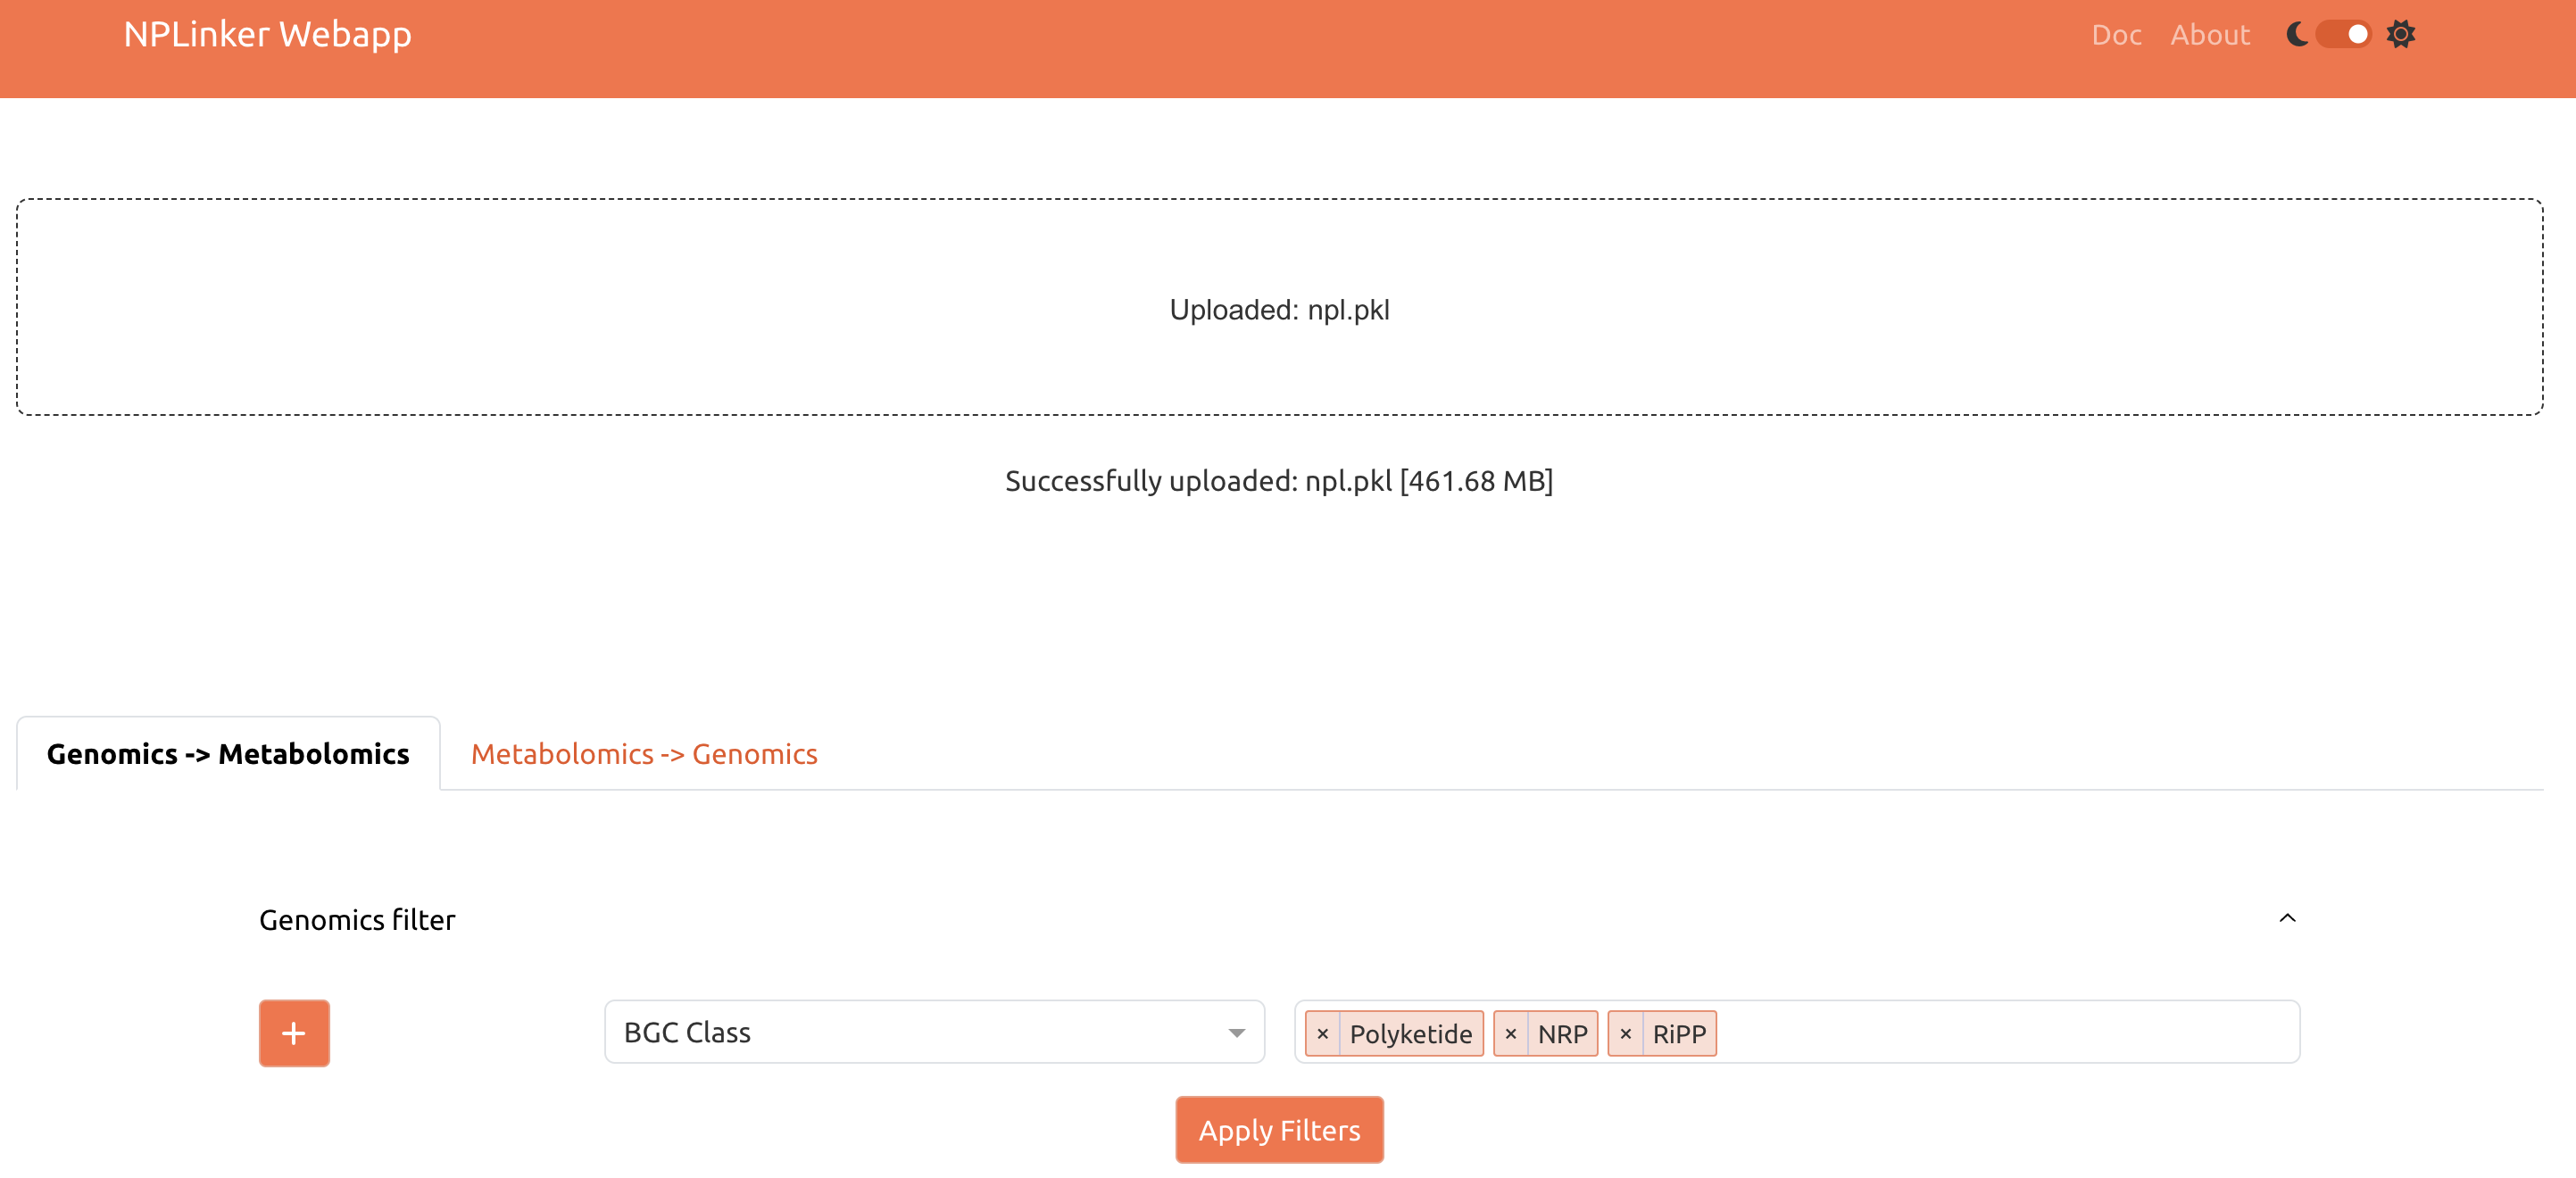 NPLinker Webapp Doc About
Uploaded: npl.pkl
Successfully uploaded: npl.pkl [461.68 MB]
Genomics -> Metabolomics Metabolomics -> Genomics
Genomics filter
+ BGC Class × Polyketide × NRP × RiPP
Apply Filters